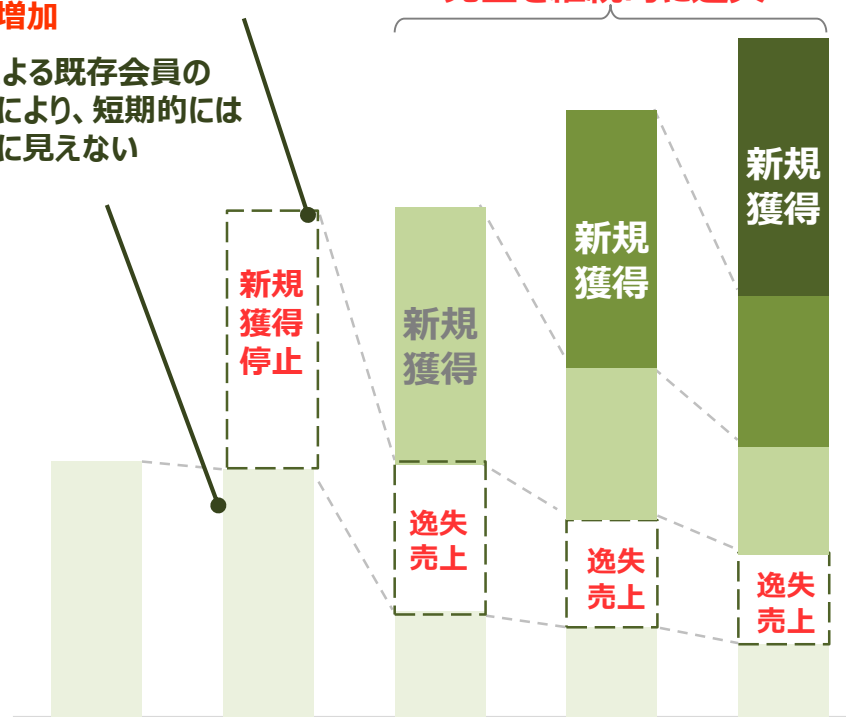 増加
よる既存会員の
により、短期的には
に見えない
新規
獲得
停止
新規
獲得
新規
獲得
新規
獲得
逸失
売上
逸失
売上
逸失
売上